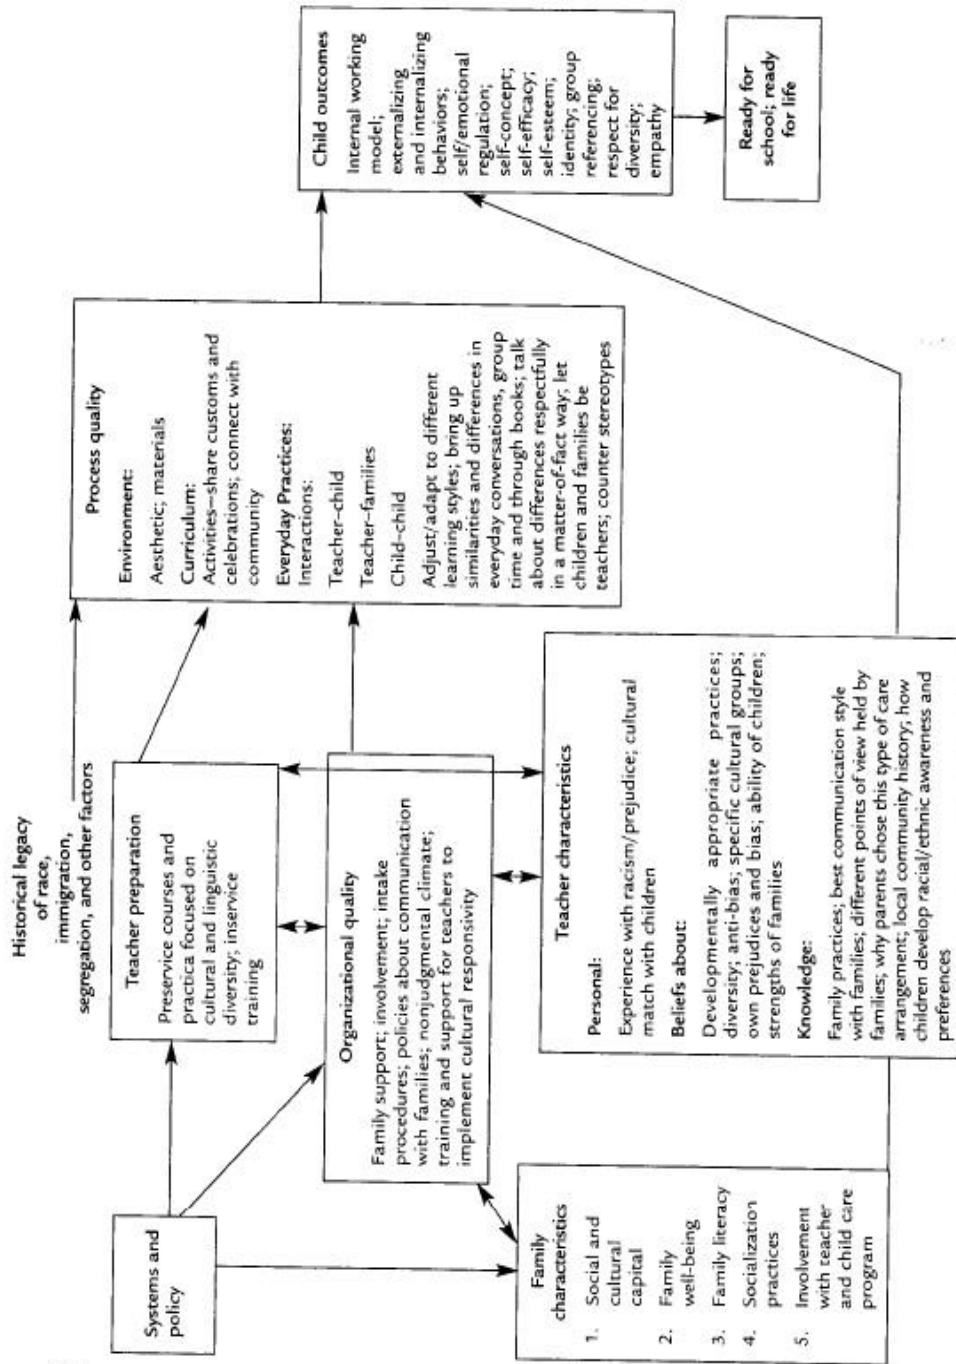 Historical legacy
of race,
immigration,
segregation, and other factors
Systems and
policy
Teacher preparation
Preservice courses and
practica focused on
cultural and linguistic
diversity; inservice
training
Organizational quality
Family support; involvement; intake
procedures; policies about communication
with families; nonjudgmental climate;
training and support for teachers to
implement cultural responsivity
Family
characteristics
1. Social and
cultural
capital
2. Family
well-being
3. Family literacy
4. Socialization
practices
5. Involvement
with teacher
and child care
program
Teacher characteristics
Personal:
Experience with racism/prejudice; cultural
match with children
Beliefs about:
Developmentally appropriate practices;
diversity; anti-bias; specific cultural groups;
own prejudices and bias; ability of children;
strengths of families
Knowledge:
Family practices; best communication style
with families; different points of view held by
families; why parents chose this type of care
arrangement; local community history; how
children develop racial/ethnic awareness and
preferences
Process quality
Environment:
Aesthetic; materials
Curriculum:
Activities—share customs and
celebrations; connect with
community
Everyday Practices:
Interactions:
Teacher–child
Teacher–families
Child–child
Adjust/adapt to different
learning styles; bring up
similarities and differences in
everyday conversations, group
time and through books; talk
about differences respectfully
in a matter-of-fact way; let
children and families be
teachers; counter stereotypes
Child outcomes
Internal working
model;
externalizing
and internalizing
behaviors;
self/emotional
regulation;
self-concept;
self-efficacy;
self-esteem;
identity; group
referencing;
respect for
diversity;
empathy
Ready for
school; ready
for life